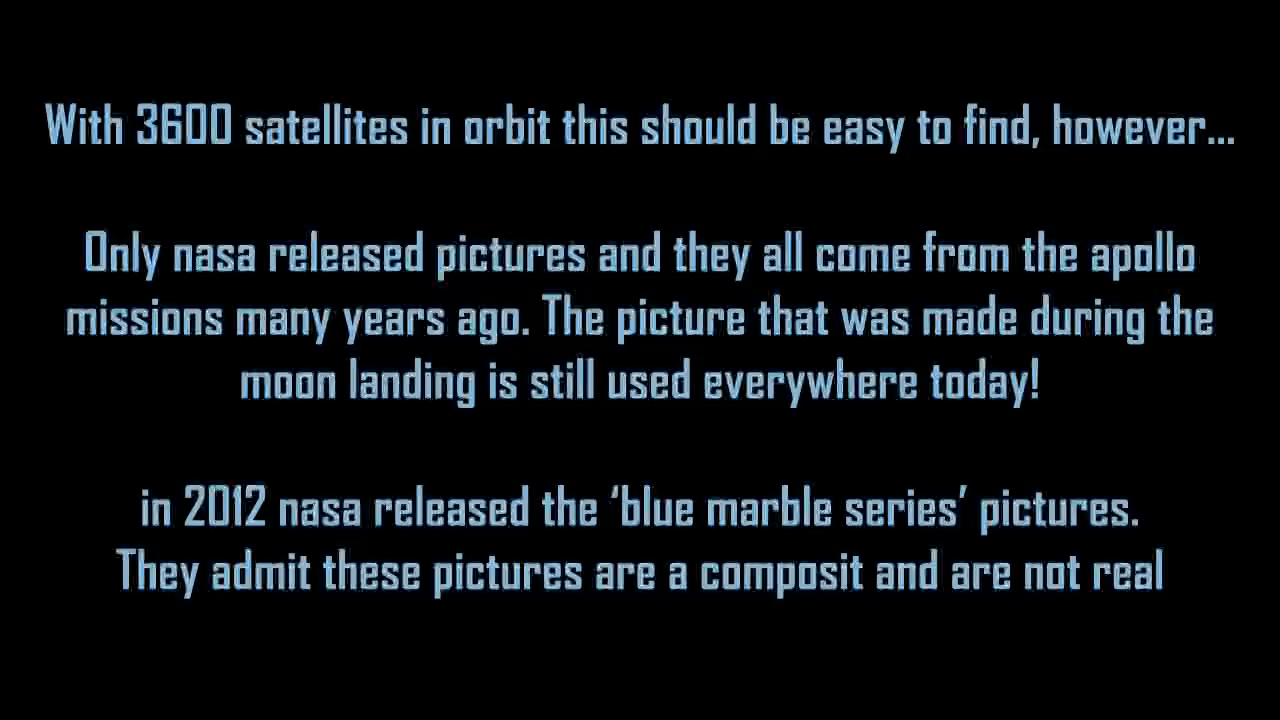 With 3600 satellites in orbit this should be easy to find, however...
Only nasa released pictures and they all come from the apollo
missions many years ago. The picture that was made during the
moon landing is still used everywhere today!
in 2012 nasa released the ‘blue marble series’ pictures.
They admit these pictures are a composit and are not real